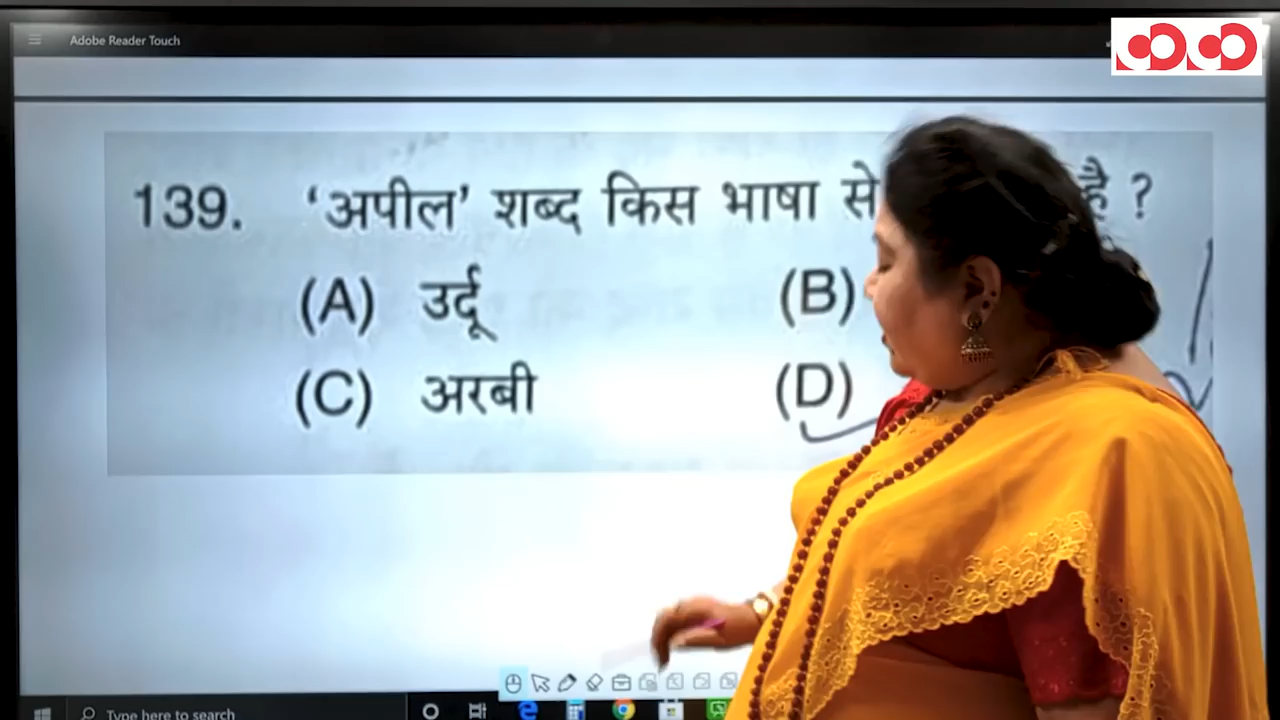 Adobe Reader Touch
139. ‘अपील’ शब्द किस भाषा से है ?
(A) उर्दू (B)
(C) अरबी (D)
Type here to search